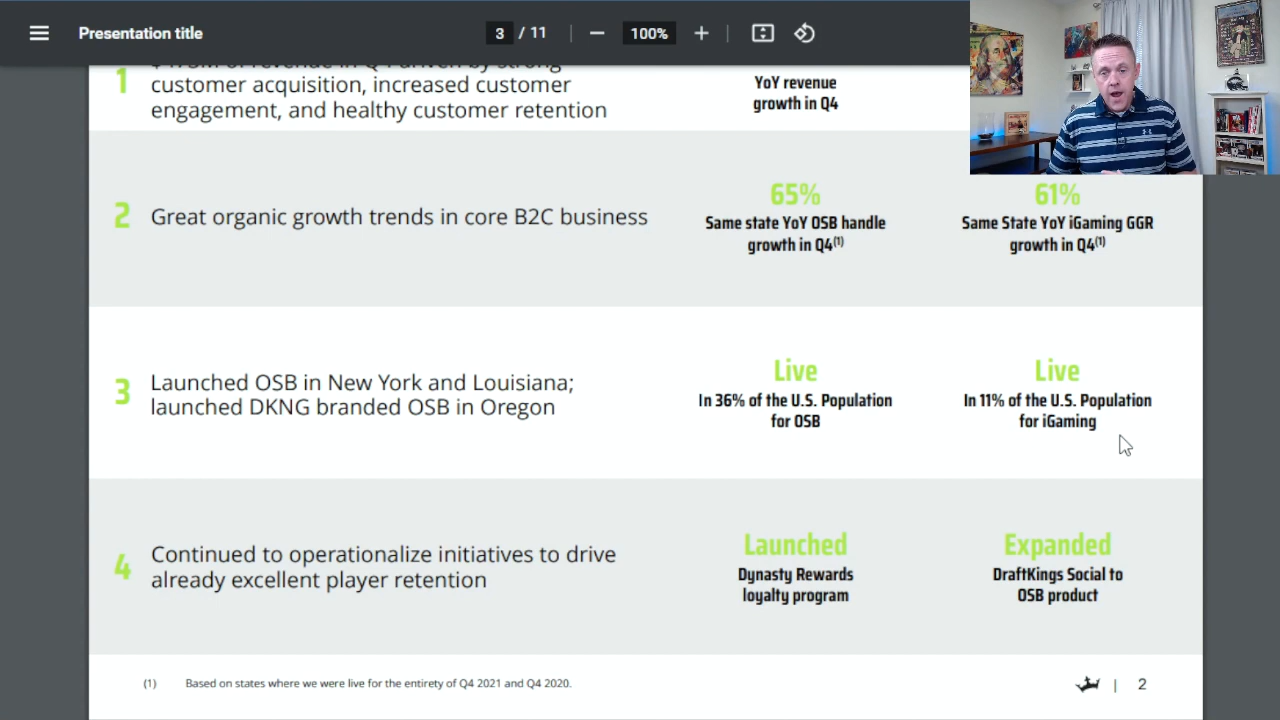 Presentation title
3 / 11
100%
1
customer acquisition, increased customer
engagement, and healthy customer retention
YoY revenue
growth in Q4
2
Great organic growth trends in core B2C business
65%
Same state YoY OSB handle
growth in Q4(1)
61%
Same State YoY iGaming GGR
growth in Q4(1)
3
Launched OSB in New York and Louisiana;
launched DKNG branded OSB in Oregon
Live
In 36% of the U.S. Population
for OSB
Live
In 11% of the U.S. Population
for iGaming
4
Continued to operationalize initiatives to drive
already excellent player retention
Launched
Dynasty Rewards
loyalty program
Expanded
DraftKings Social to
OSB product
(1) Based on states where we were live for the entirety of Q4 2021 and Q4 2020.
| 2